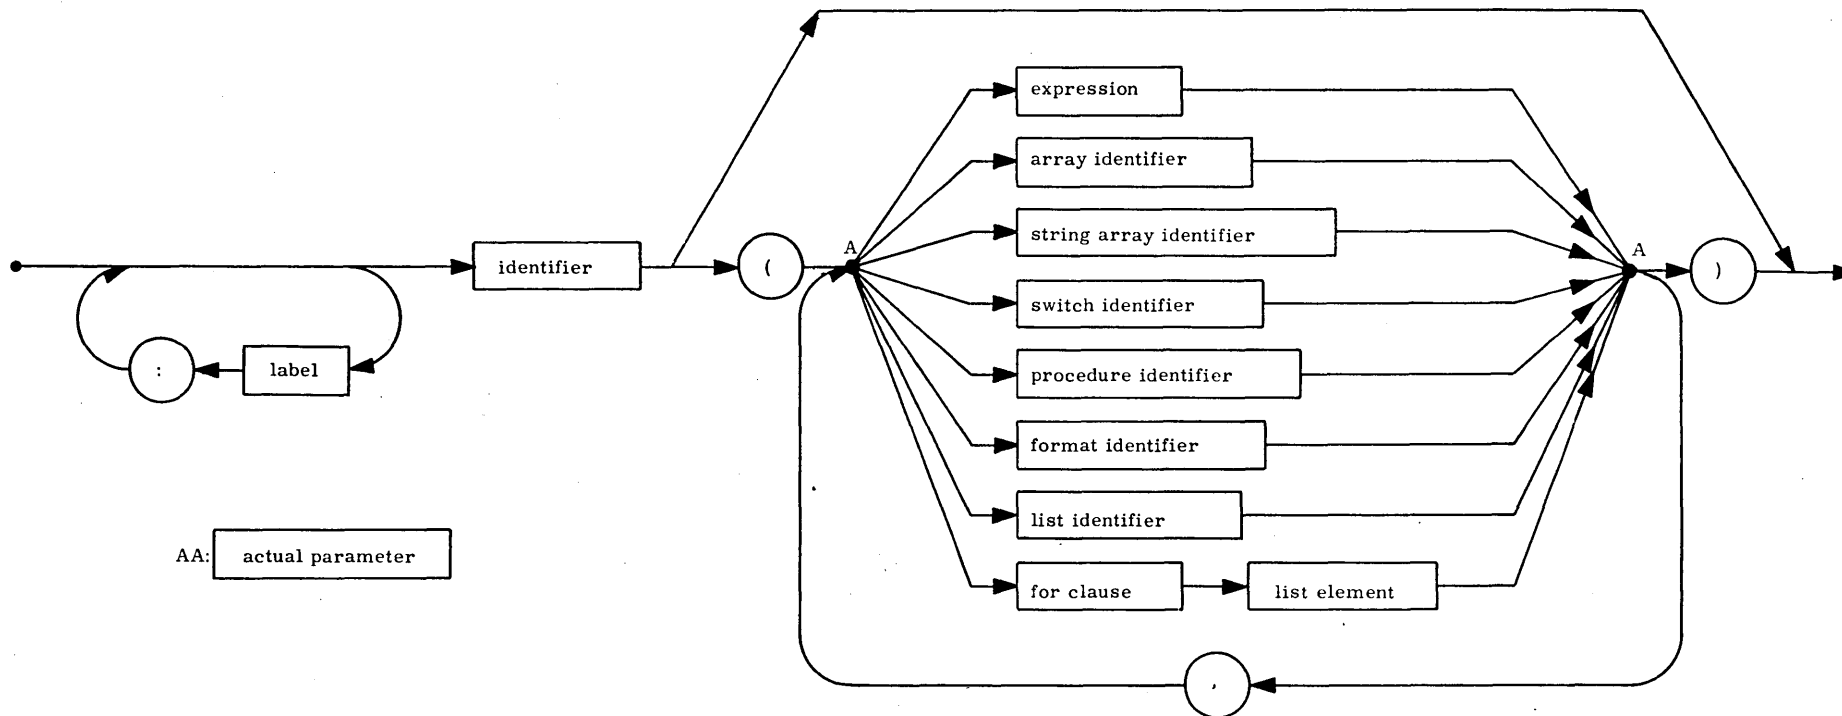 expression
array identifier
string array identifier
A
A
identifier
(
)
switch identifier
:
label
procedure identifier
format identifier
list identifier
AA: actual parameter
for clause
list element
,